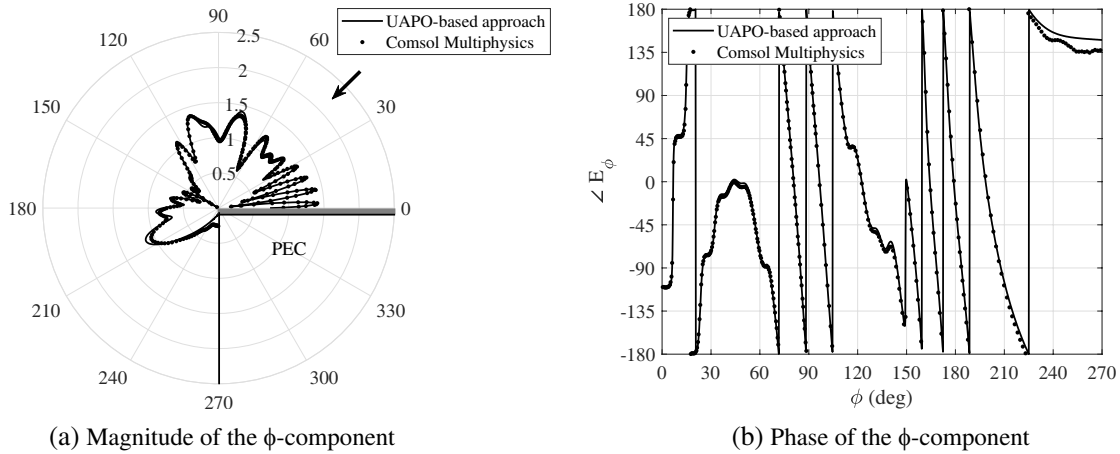 90
120
60
150
30
180
0
210
330
240
300
270
2.5
2
1.5
1
0.5
PEC
UAPO-based approach
Comsol Multiphysics
(a) Magnitude of the ϕ-component
180
135
90
45
0
-45
-90
-135
-180
∠ E_ϕ
UAPO-based approach
Comsol Multiphysics
0 30 60 90 120 150 180 210 240 270
ϕ (deg)
(b) Phase of the ϕ-component